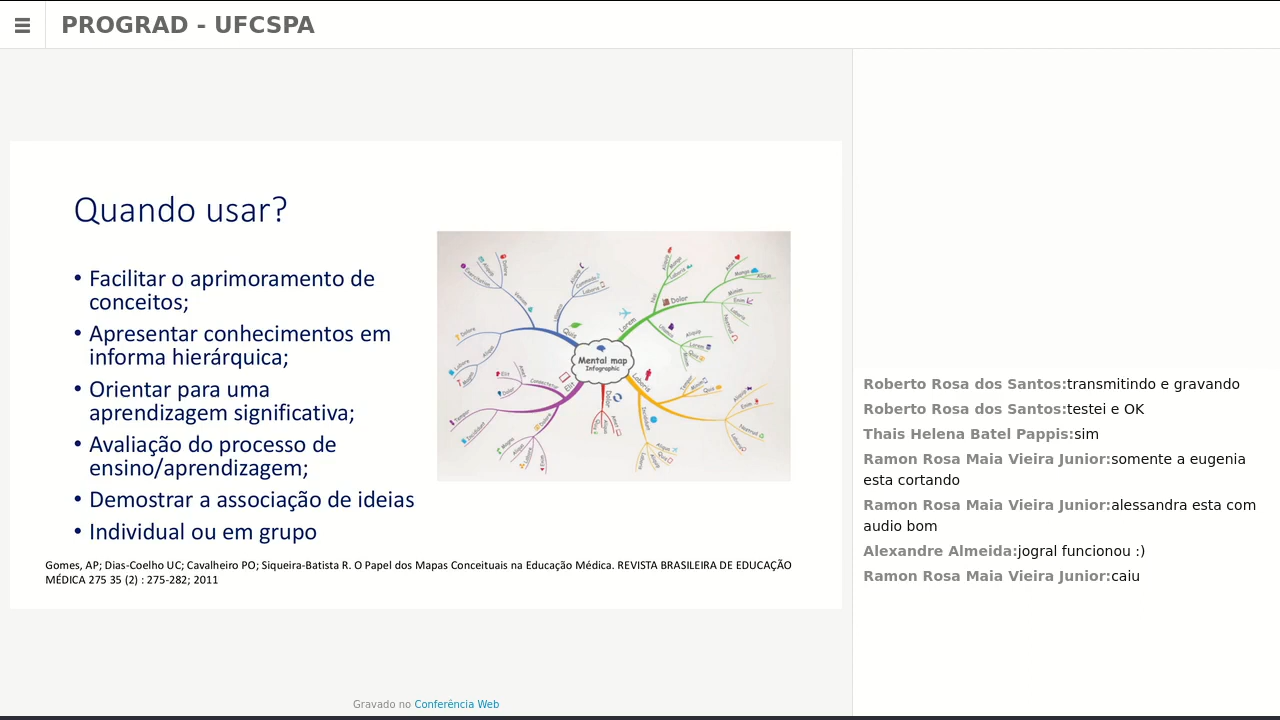 PROGRAD - UFCSPA
Quando usar?
• Facilitar o aprimoramento de
conceitos;
• Apresentar conhecimentos em
informa hierárquica;
• Orientar para uma
aprendizagem significativa;
• Avaliação do processo de
ensino/aprendizagem;
• Demostrar a associação de ideias
• Individual ou em grupo
Mental map
Infographic
Quis
Lorem
Dolor
Laboris
Elit
Gomes, AP; Dias-Coelho UC; Cavalheiro PO; Siqueira-Batista R. O Papel dos Mapas Conceituais na Educação Médica. REVISTA BRASILEIRA DE EDUCAÇÃO
MÉDICA 275 35 (2) : 275-282; 2011
Roberto Rosa dos Santos:transmitindo e gravando
Roberto Rosa dos Santos:testei e OK
Thais Helena Batel Pappis:sim
Ramon Rosa Maia Vieira Junior:somente a eugenia
esta cortando
Ramon Rosa Maia Vieira Junior:alessandra esta com
audio bom
Alexandre Almeida:jogral funcionou :)
Ramon Rosa Maia Vieira Junior:caiu
Gravado no Conferência Web